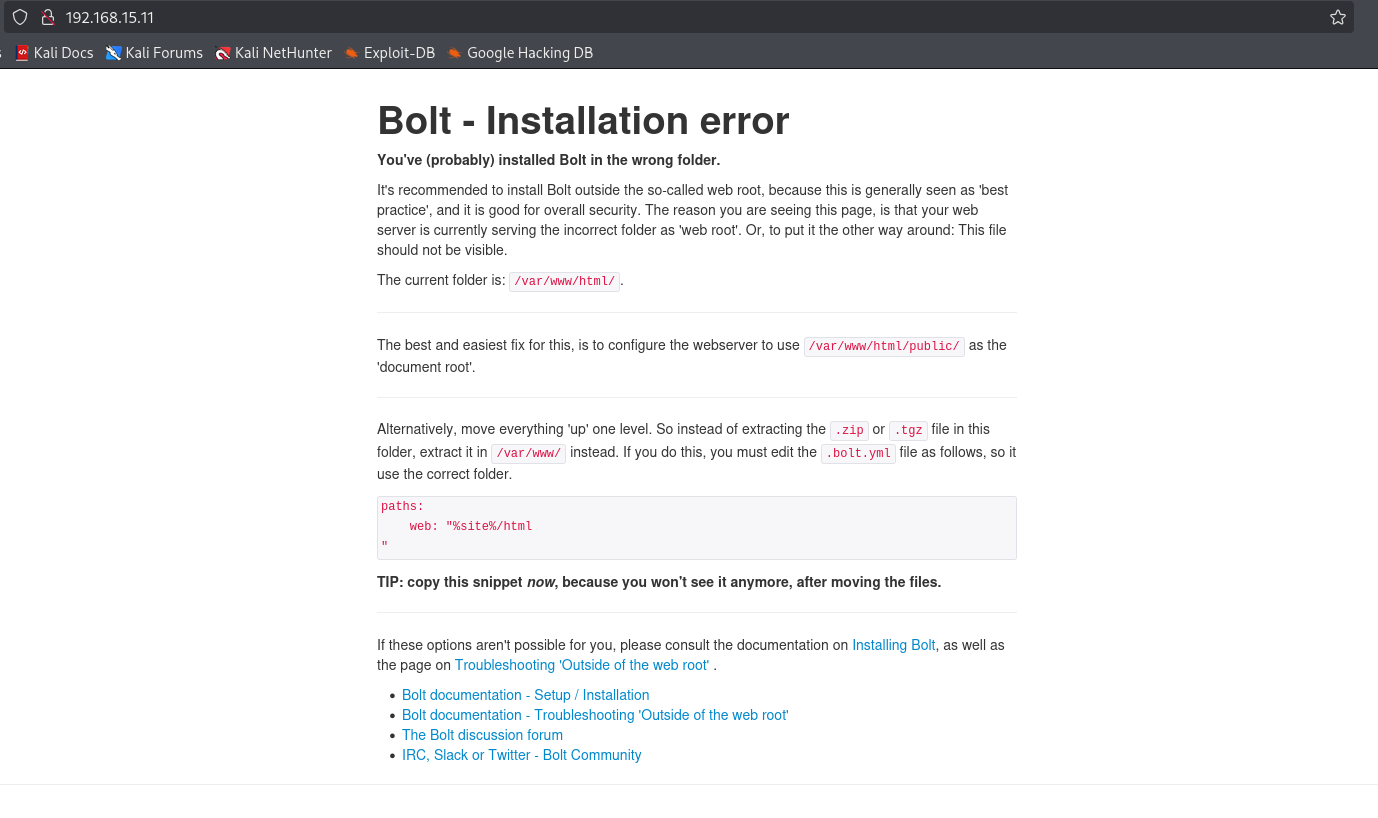 192.168.15.11
s Kali Docs Kali Forums Kali NetHunter Exploit-DB Google Hacking DB
Bolt - Installation error
You've (probably) installed Bolt in the wrong folder.
It's recommended to install Bolt outside the so-called web root, because this is generally seen as 'best
practice', and it is good for overall security. The reason you are seeing this page, is that your web
server is currently serving the incorrect folder as 'web root'. Or, to put it the other way around: This file
should not be visible.
The current folder is: /var/www/html/.
The best and easiest fix for this, is to configure the webserver to use /var/www/html/public/ as the
'document root'.
Alternatively, move everything 'up' one level. So instead of extracting the .zip or .tgz file in this
folder, extract it in /var/www/ instead. If you do this, you must edit the .bolt.yml file as follows, so it
use the correct folder.
paths:
    web: "%site%/html
"
TIP: copy this snippet now, because you won't see it anymore, after moving the files.
If these options aren't possible for you, please consult the documentation on Installing Bolt, as well as
the page on Troubleshooting 'Outside of the web root' .
• Bolt documentation - Setup / Installation
• Bolt documentation - Troubleshooting 'Outside of the web root'
• The Bolt discussion forum
• IRC, Slack or Twitter - Bolt Community